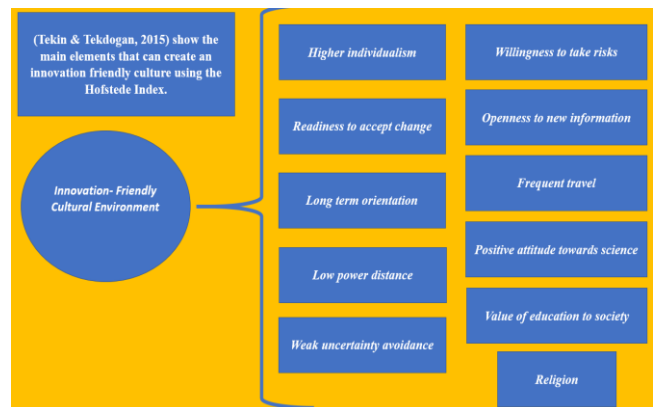 (Tekin & Tekdogan, 2015) show the
main elements that can create an
innovation friendly culture using the
Hofstede Index.
Innovation- Friendly
Cultural Environment
Higher individualism
Readiness to accept change
Long term orientation
Low power distance
Weak uncertainty avoidance
Willingness to take risks
Openness to new information
Frequent travel
Positive attitude towards science
Value of education to society
Religion